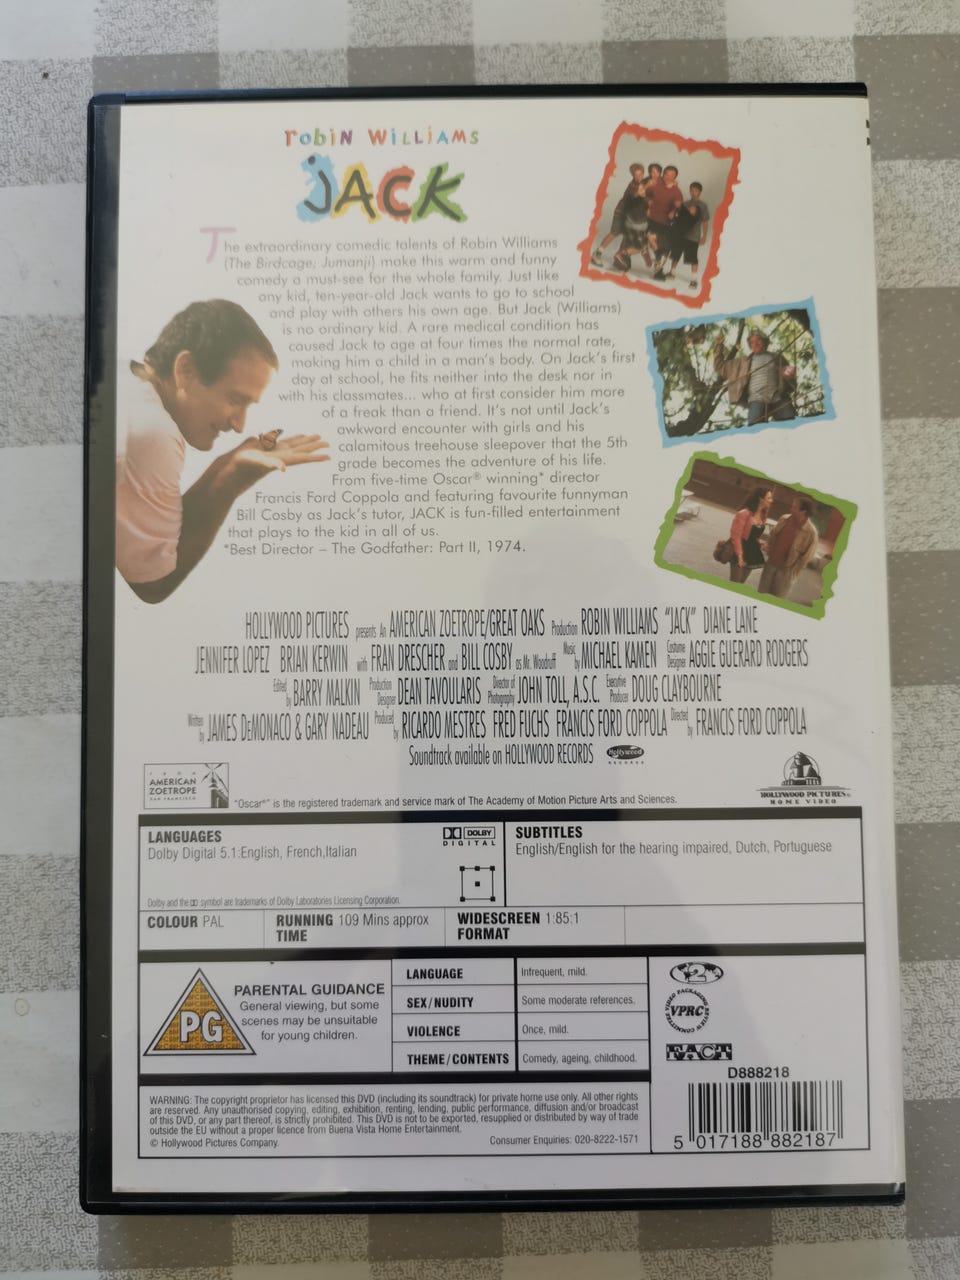 ROBIN WILLIAMS
JACK
The extraordinary comedic talents of Robin Williams
(The Birdcage; Jumanji) make this warm and funny
comedy a must-see for the whole family. Just like
any kid, ten-year-old Jack wants to go to school
and play with others his own age. But Jack (Williams)
is no ordinary kid. A rare medical condition has
caused Jack to age at four times the normal rate,
making him a child in a man's body. On Jack's first
day at school, he fits neither into the desk nor in
with his classmates... who at first consider him more
of a freak than a friend. It's not until Jack's
awkward encounter with girls and his
calamitous treehouse sleepover that the 5th
grade becomes the adventure of his life.
From five-time Oscar® winning* director
Francis Ford Coppola and featuring favourite funnyman
Bill Cosby as Jack's tutor, JACK is fun-filled entertainment
that plays to the kid in all of us.
*Best Director – The Godfather: Part II, 1974.
HOLLYWOOD PICTURES presents An AMERICAN ZOETROPE/GREAT OAKS Production ROBIN WILLIAMS "JACK" DIANE LANE
JENNIFER LOPEZ BRIAN KERWIN with FRAN DRESCHER and BILL COSBY as Mr. Woodruff Music by MICHAEL KAMEN Costume Designer AGGIE GUERARD RODGERS
Edited by BARRY MALKIN Production Designer DEAN TAVOULARIS Director of Photography JOHN TOLL, A.S.C. Executive Producer DOUG CLAYBOURNE
Written by JAMES DeMONACO & GARY NADEAU Produced by RICARDO MESTRES FRED FUCHS FRANCIS FORD COPPOLA Directed by FRANCIS FORD COPPOLA
Soundtrack available on HOLLYWOOD RECORDS Hollywood RECORDS
AMERICAN
ZOETROPE
SAN FRANCISCO
"Oscar®" is the registered trademark and service mark of The Academy of Motion Picture Arts and Sciences.
HOLLYWOOD PICTURES
HOME VIDEO
LANGUAGES
Dolby Digital 5.1:English, French,Italian
DOLBY
DIGITAL
Dolby and the DD symbol are trademarks of Dolby Laboratories Licensing Corporation.
SUBTITLES
English/English for the hearing impaired, Dutch, Portuguese
COLOUR PAL
RUNNING TIME 109 Mins approx
WIDESCREEN FORMAT 1:85:1
PG
PARENTAL GUIDANCE
General viewing, but some
scenes may be unsuitable
for young children.
LANGUAGE Infrequent, mild.
SEX/NUDITY Some moderate references.
VIOLENCE Once, mild.
THEME/CONTENTS Comedy, ageing, childhood.
2
VIDEO PACKAGING REVIEW COMMITTEE
VPRC
FACT
D888218
5 017188 882187
WARNING: The copyright proprietor has licensed this DVD (including its soundtrack) for private home use only. All other rights
are reserved. Any unauthorised copying, editing, exhibition, renting, lending, public performance, diffusion and/or broadcast
of this DVD, or any part thereof, is strictly prohibited. This DVD is not to be exported, resupplied or distributed by way of trade
outside the EU without a proper licence from Buena Vista Home Entertainment.
© Hollywood Pictures Company. Consumer Enquiries: 020-8222-1571